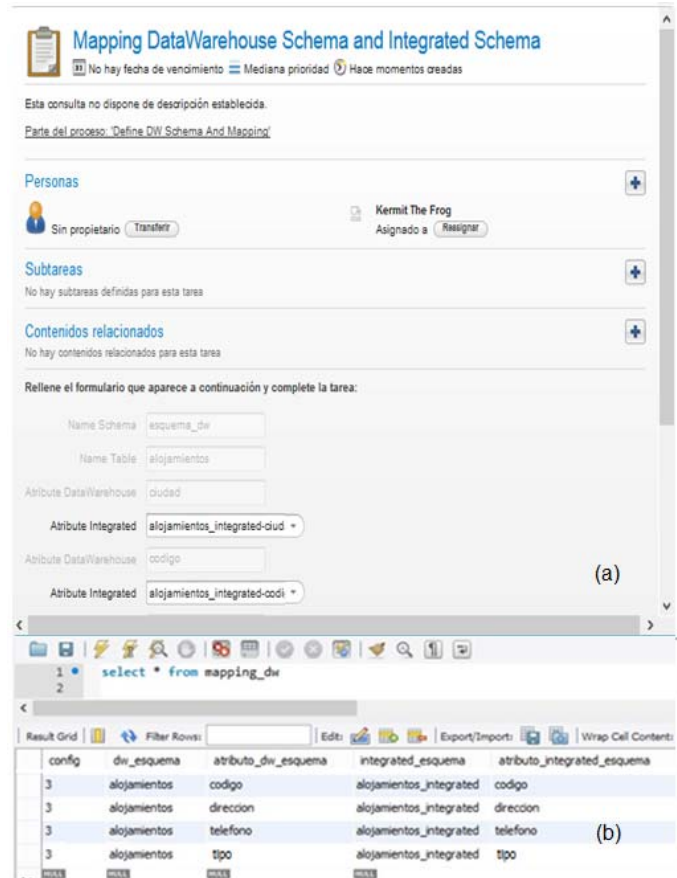 Mapping DataWarehouse Schema and Integrated Schema
31 No hay fecha de vencimiento Mediana prioridad Hace momentos creadas
Esta consulta no dispone de descripción establecida.
Parte del proceso: 'Define DW Schema And Mapping'
Personas
Sin propietario Transferir
Kermit The Frog
Asignado a Reasignar
Subtareas
No hay subtareas definidas para esta tarea
Contenidos relacionados
No hay contenidos relacionados para esta tarea
Rellene el formulario que aparece a continuación y complete la tarea:
Name Schema esquema_dw
Name Table alojamientos
Atribute DataWarehouse ciudad
Atribute Integrated alojamientos_integrated-ciud
Atribute DataWarehouse codigo
Atribute Integrated alojamientos_integrated-codi
(a)
1 select * from mapping_dw
2
Result Grid Filter Rows: Edit: Export/Import: Wrap Cell Content:
config dw_esquema atributo_dw_esquema integrated_esquema atributo_integrated_esquema
3 alojamientos codigo alojamientos_integrated codigo
3 alojamientos direccion alojamientos_integrated direccion
3 alojamientos telefono alojamientos_integrated telefono
3 alojamientos tipo alojamientos_integrated tipo
(b)
NULL NULL NULL NULL